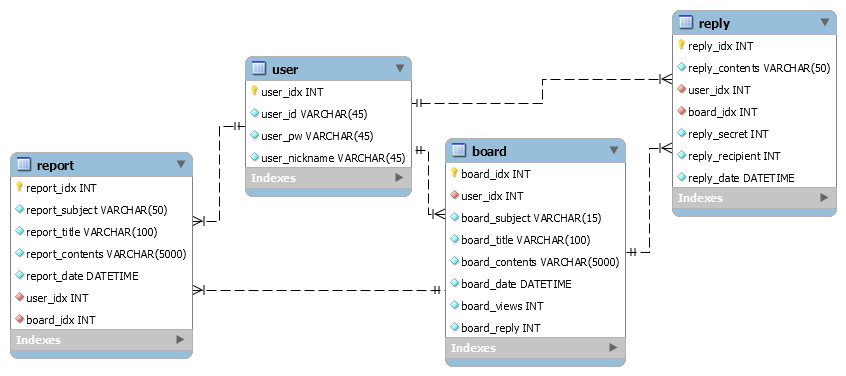 reply
reply_idx INT
reply_contents VARCHAR(50)
user_idx INT
board_idx INT
reply_secret INT
reply_recipient INT
reply_date DATETIME
Indexes
user
user_idx INT
user_id VARCHAR(45)
user_pw VARCHAR(45)
user_nickname VARCHAR(45)
Indexes
board
board_idx INT
user_idx INT
board_subject VARCHAR(15)
board_title VARCHAR(100)
board_contents VARCHAR(5000)
board_date DATETIME
board_views INT
board_reply INT
Indexes
report
report_idx INT
report_subject VARCHAR(50)
report_title VARCHAR(100)
report_contents VARCHAR(5000)
report_date DATETIME
user_idx INT
board_idx INT
Indexes